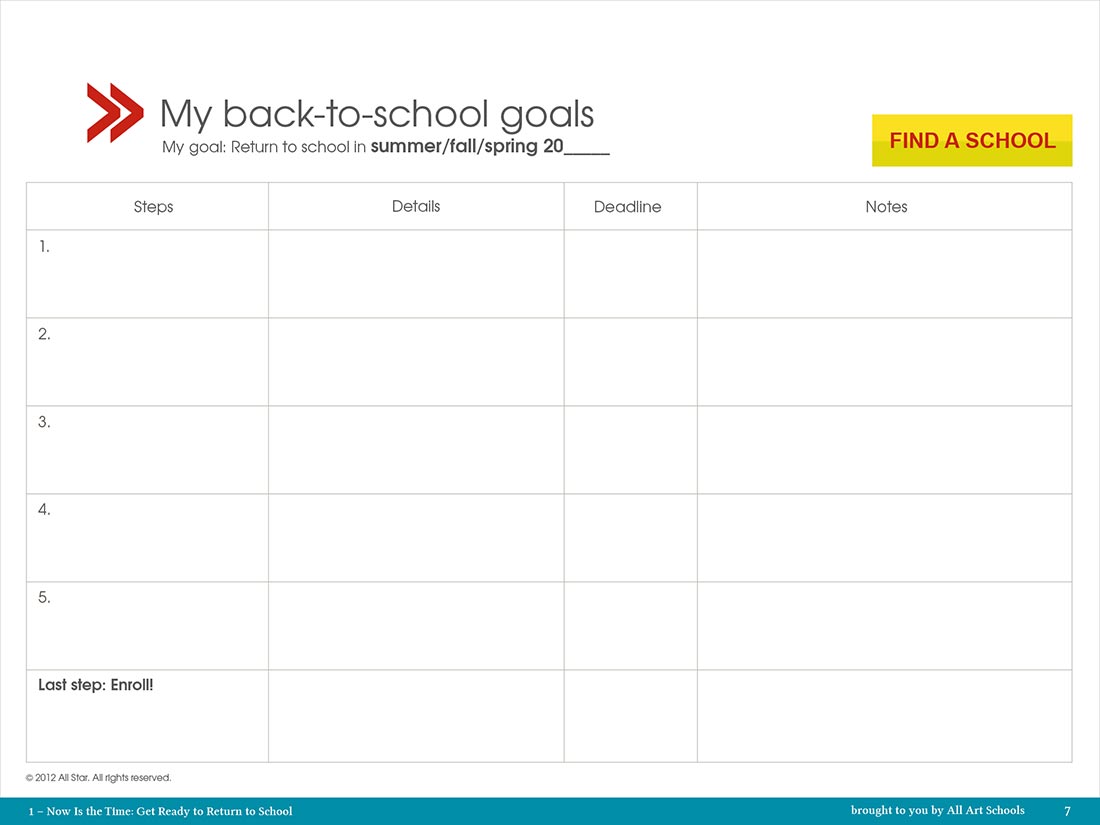 My back-to-school goals
My goal: Return to school in summer/fall/spring 20_____
FIND A SCHOOL
Steps Details Deadline Notes
1.
2.
3.
4.
5.
Last step: Enroll!
© 2012 All Star. All rights reserved.
1 – Now Is the Time: Get Ready to Return to School brought to you by All Art Schools 7